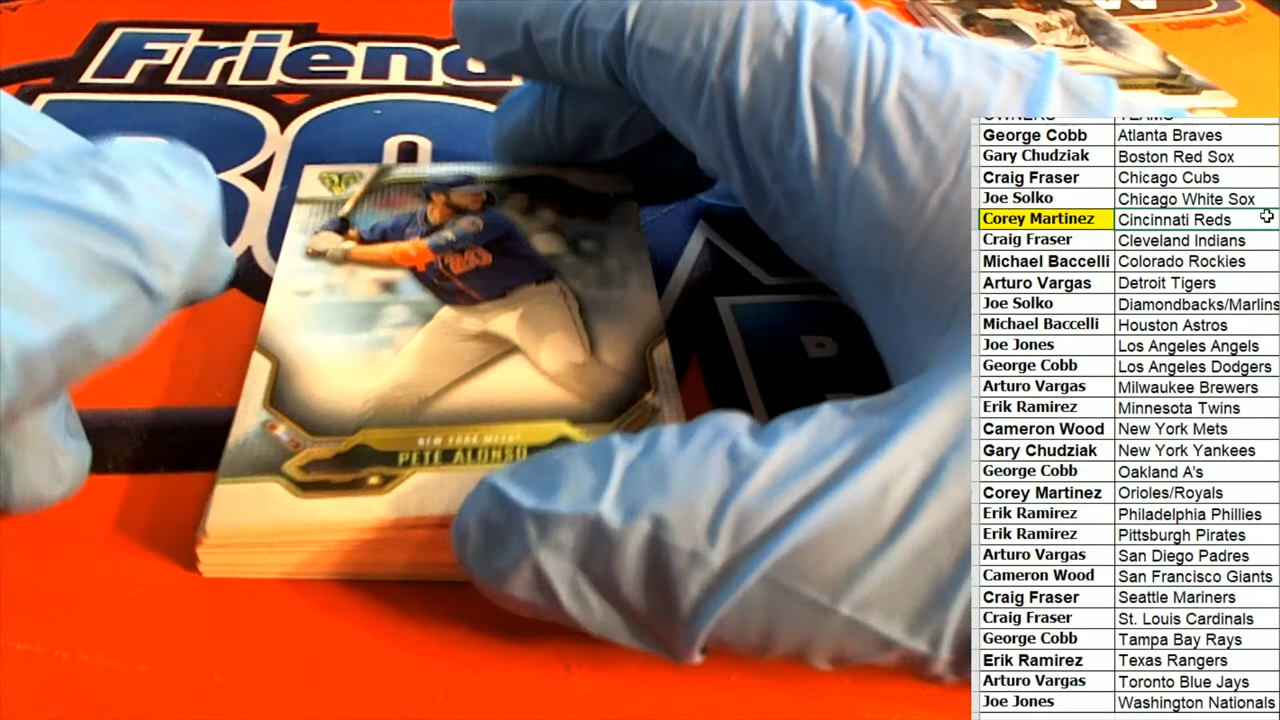 Friend
BO
DISPLAY
20
NEW YORK METS
PETE ALONSO
OWNERS TEAMS
George Cobb Atlanta Braves
Gary Chudziak Boston Red Sox
Craig Fraser Chicago Cubs
Joe Solko Chicago White Sox
Corey Martinez Cincinnati Reds
Craig Fraser Cleveland Indians
Michael Baccelli Colorado Rockies
Arturo Vargas Detroit Tigers
Joe Solko Diamondbacks/Marlins
Michael Baccelli Houston Astros
Joe Jones Los Angeles Angels
George Cobb Los Angeles Dodgers
Arturo Vargas Milwaukee Brewers
Erik Ramirez Minnesota Twins
Cameron Wood New York Mets
Gary Chudziak New York Yankees
George Cobb Oakland A's
Corey Martinez Orioles/Royals
Erik Ramirez Philadelphia Phillies
Erik Ramirez Pittsburgh Pirates
Arturo Vargas San Diego Padres
Cameron Wood San Francisco Giants
Craig Fraser Seattle Mariners
Craig Fraser St. Louis Cardinals
George Cobb Tampa Bay Rays
Erik Ramirez Texas Rangers
Arturo Vargas Toronto Blue Jays
Joe Jones Washington Nationals